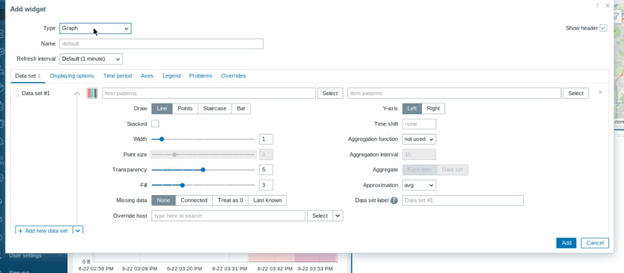 Add widget
Type Graph Show header
Name default
Refresh interval Default (1 minute)
Data set 1 Displaying options Time period Axes Legend Problems Overrides
Data set #1 host patterns Select item patterns Select
Draw Line Points Staircase Bar Y-axis Left Right
Stacked Time shift none
Width 1 Aggregation function not used
Point size 3 Aggregation interval 1h
Transparency 5 Aggregate Each item Data set
Fill 3 Approximation avg
Missing data None Connected Treat as 0 Last known Data set label ? Data set #1
Override host type here to search Select
+ Add new data set
Add Cancel
User settings 0 B
6-22 02:58 PM 6-22 03:09 PM 6-22 03:20 PM 6-22 03:31 PM 6-22 03:42 PM 6-22 03:53 PM